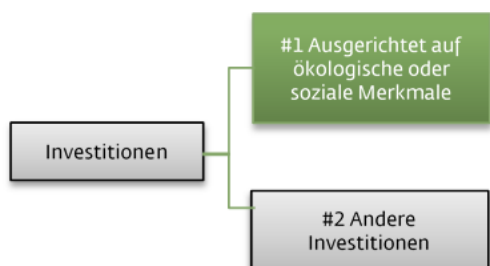 #1 Ausgerichtet auf
ökologische oder
soziale Merkmale
Investitionen
#2 Andere
Investitionen